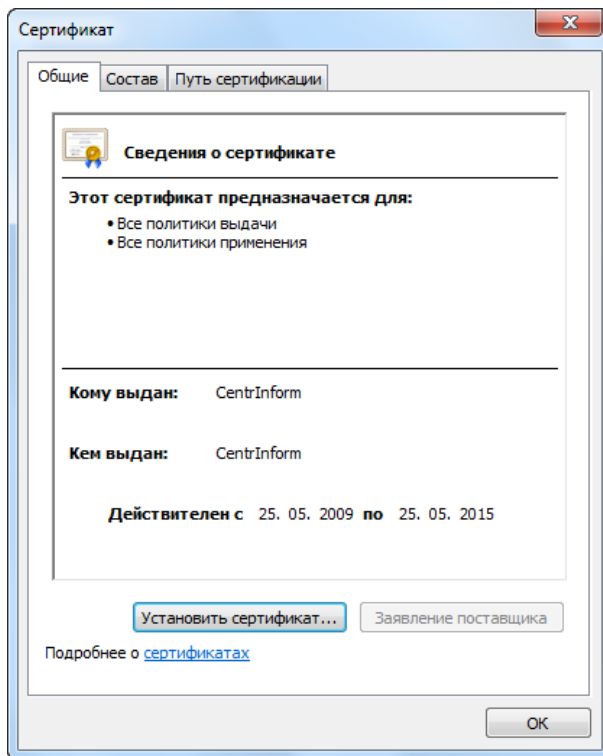 Сертификат
Общие Состав Путь сертификации
Сведения о сертификате
Этот сертификат предназначается для:
• Все политики выдачи
• Все политики применения
Кому выдан: CentrInform
Кем выдан: CentrInform
Действителен с 25. 05. 2009 по 25. 05. 2015
Установить сертификат... Заявление поставщика
Подробнее о сертификатах
ОК